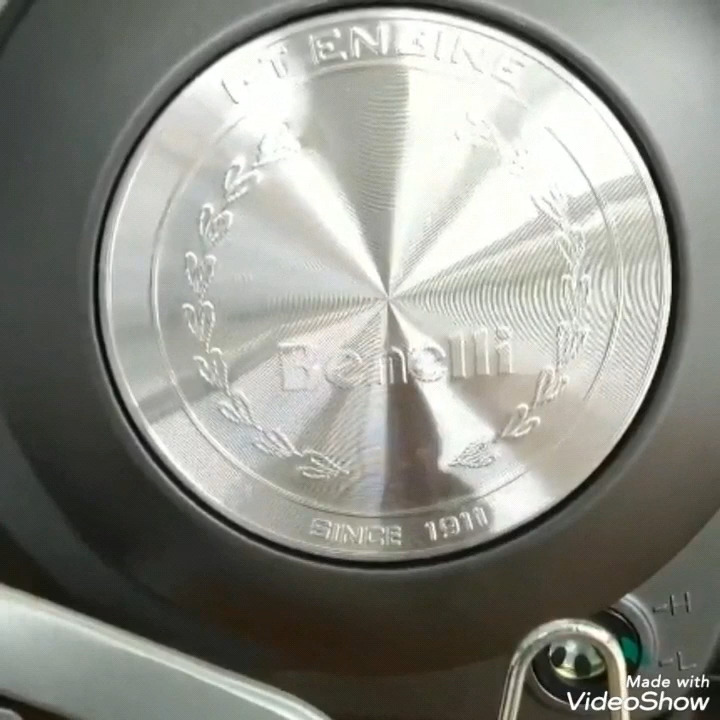 I-T ENGINE
Benelli
SINCE 1911
-H
-L
Made with
VideoShow